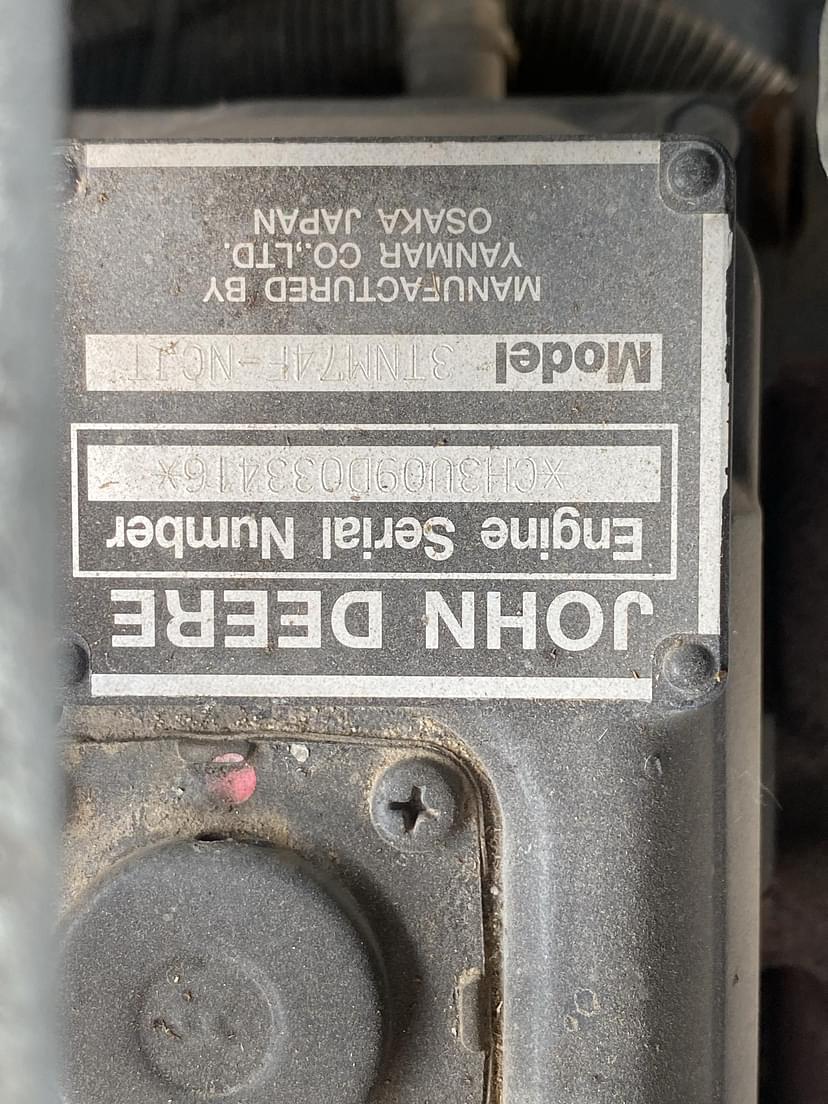 JOHN DEERE
Engine Serial Number
*CH3U09D033416*
Model 3TNM74F-NCJT
MANUFACTURED BY
YANMAR CO.,LTD.
OSAKA JAPAN